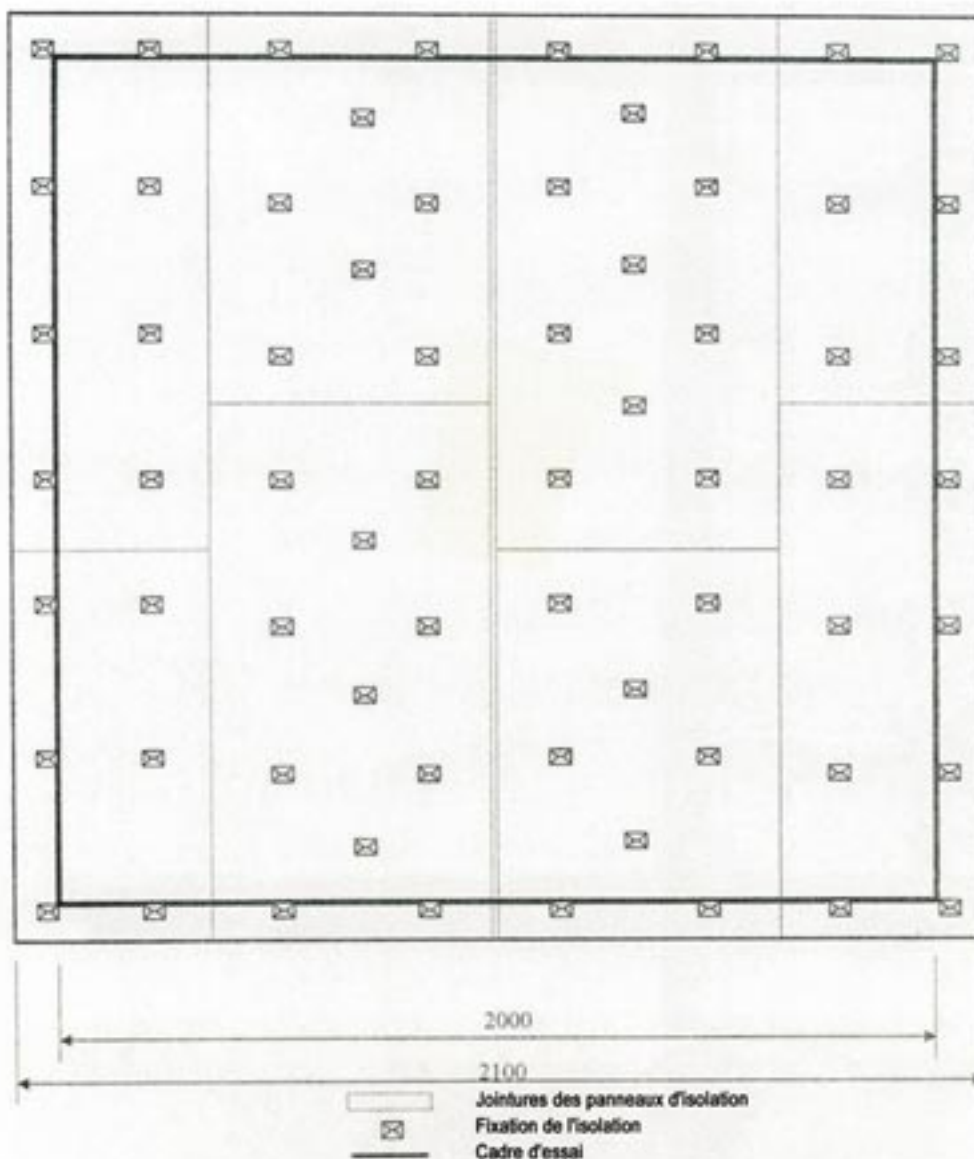 2000
2100
Jointures des panneaux d'isolation
Fixation de l'isolation
Cadre d'essai